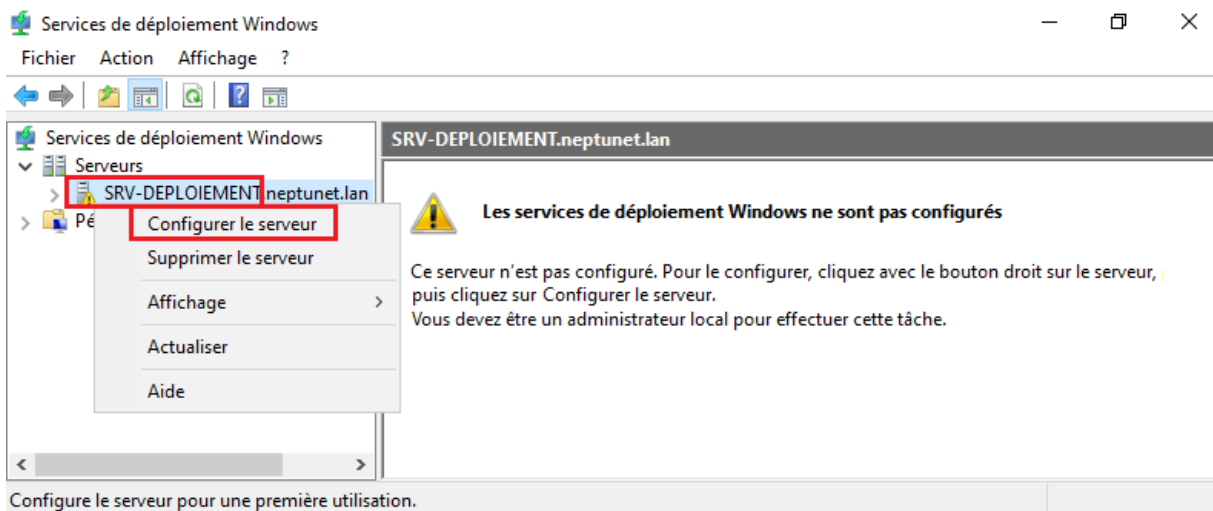 Services de déploiement Windows
Fichier Action Affichage ?
Services de déploiement Windows
Serveurs
SRV-DEPLOIEMENT.neptunet.lan
Pé
Configurer le serveur
Supprimer le serveur
Affichage
Actualiser
Aide
SRV-DEPLOIEMENT.neptunet.lan
Les services de déploiement Windows ne sont pas configurés
Ce serveur n'est pas configuré. Pour le configurer, cliquez avec le bouton droit sur le serveur,
puis cliquez sur Configurer le serveur.
Vous devez être un administrateur local pour effectuer cette tâche.
Configure le serveur pour une première utilisation.